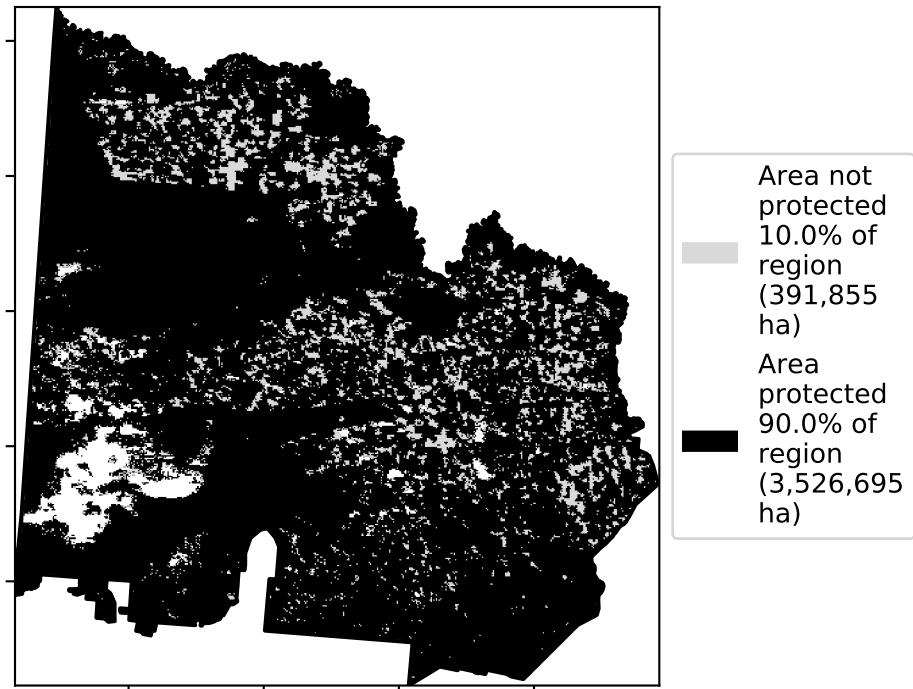 Area not
protected
10.0% of
region
(391,855
ha)
Area
protected
90.0% of
region
(3,526,695
ha)